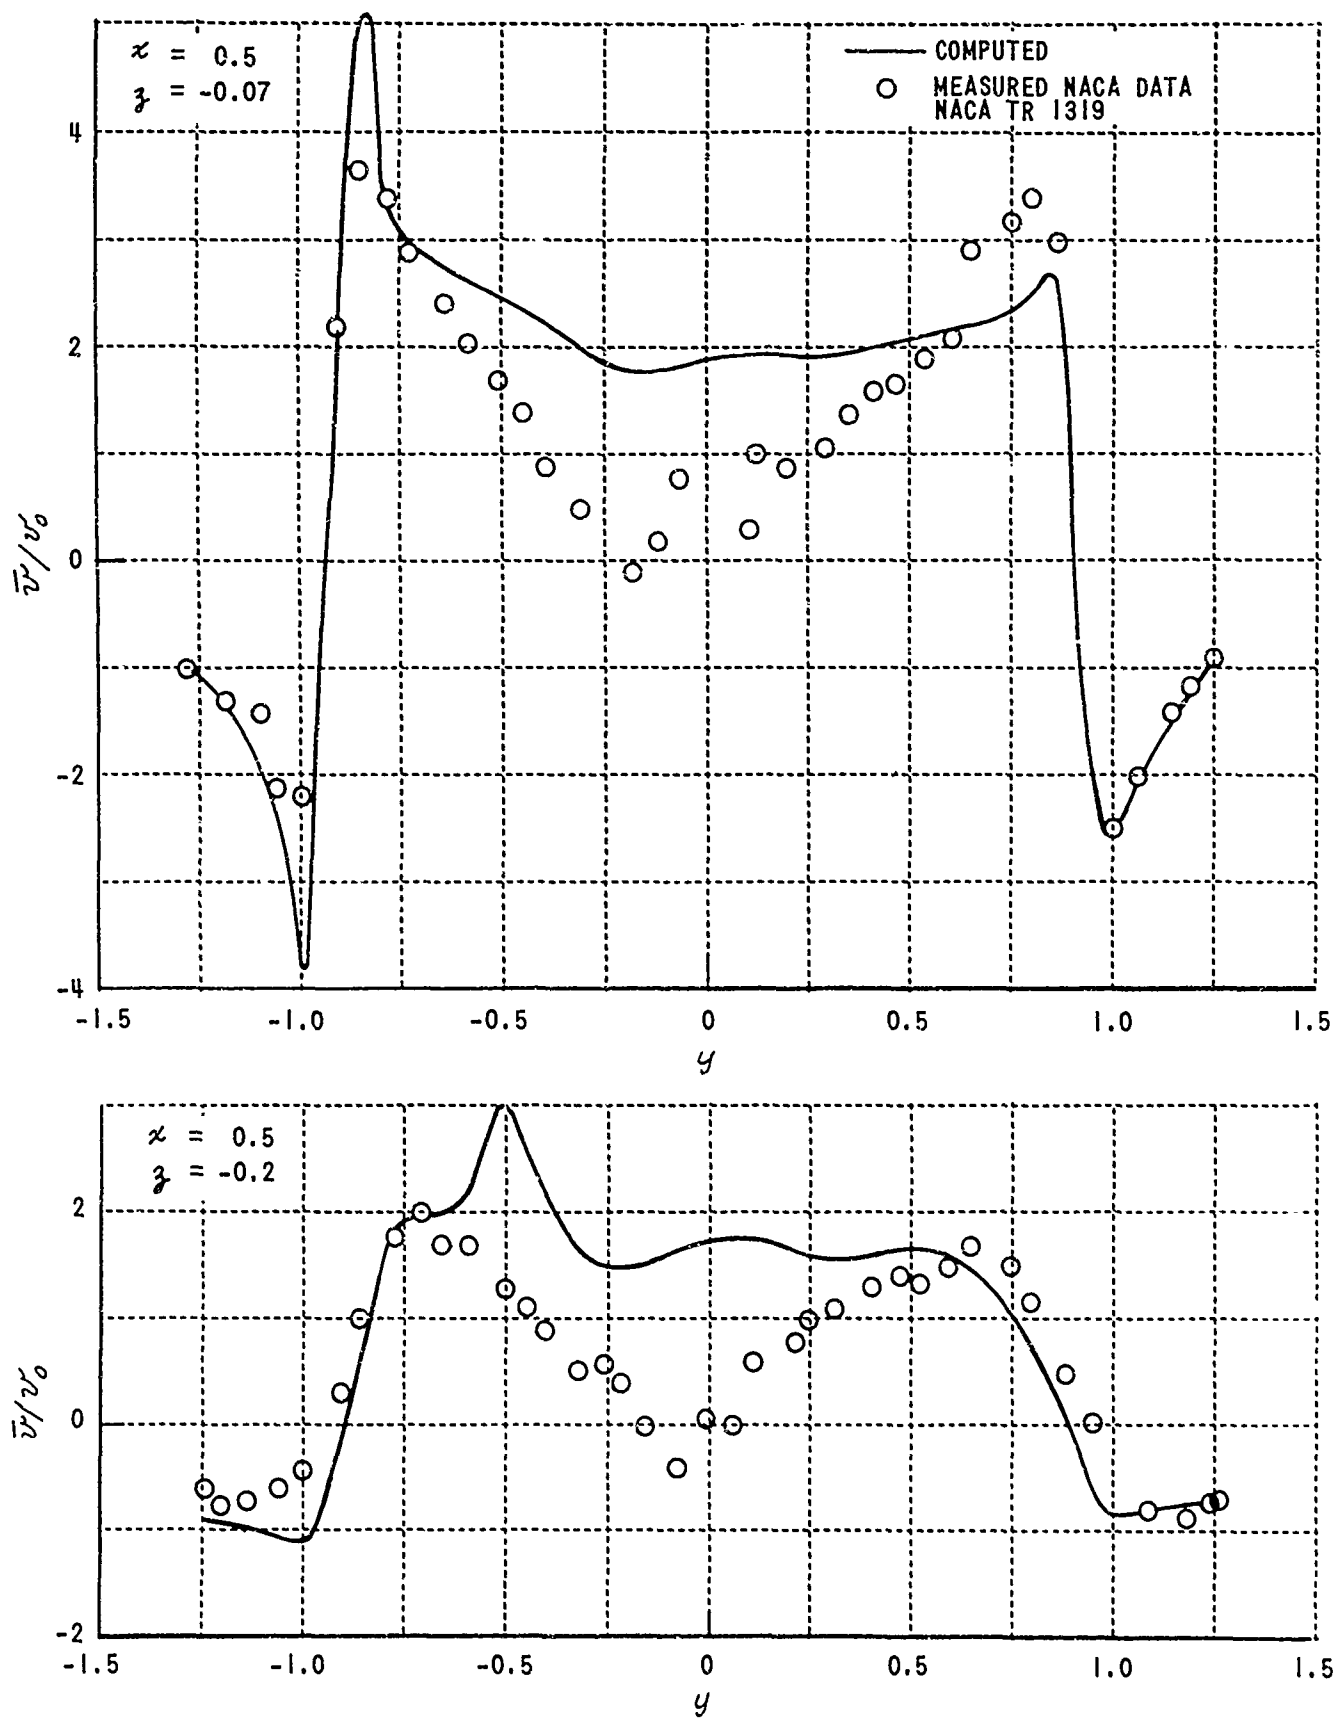 x = 0.5
z = -0.07
COMPUTED
MEASURED NACA DATA
NACA TR 1319
4
2
0
-2
-4
v̅/v₀
-1.5 -1.0 -0.5 0 0.5 1.0 1.5
y
x = 0.5
z = -0.2
2
0
-2
v̅/v₀
-1.5 -1.0 -0.5 0 0.5 1.0 1.5
y